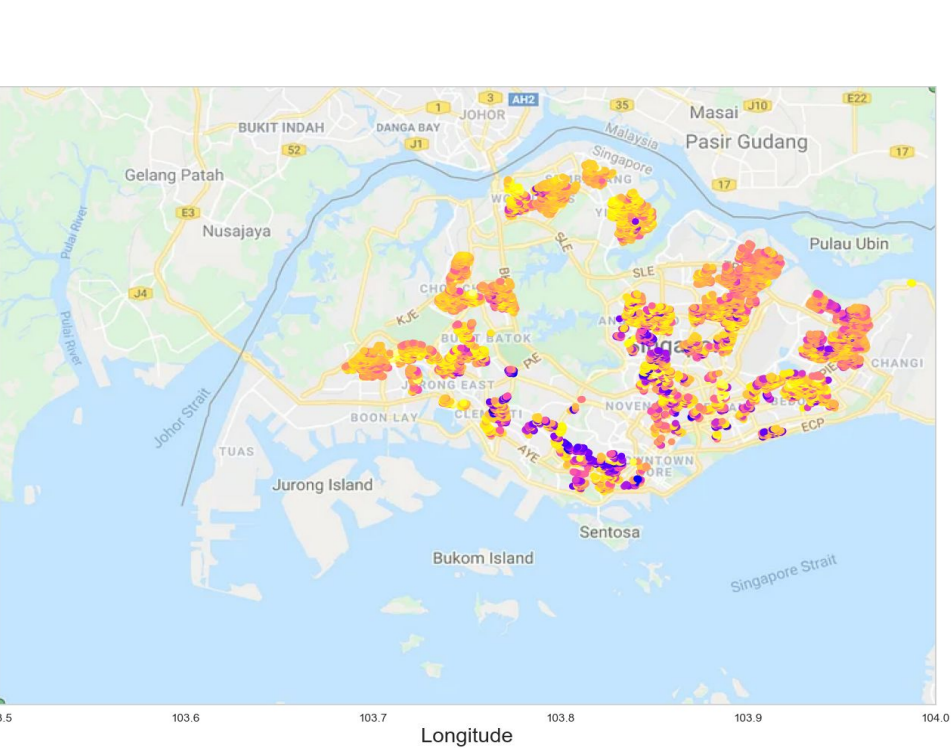 3
AH2
1
35
J10
E22
JOHOR
Masai
BUKIT INDAH
DANGA BAY
Malaysia
Pasir Gudang
J1
52
17
Singapore
Gelang Patah
17
E3
Pulai River
Nusajaya
SLE
Pulau Ubin
SLE
J4
KJE
Pulai River
PIE
CHANGI
JURONG EAST
PIE
Johor Strait
BOON LAY
ECP
TUAS
AYE
Jurong Island
Sentosa
Bukom Island
Singapore Strait
103.6
103.7
103.8
103.9
104.0
Longitude